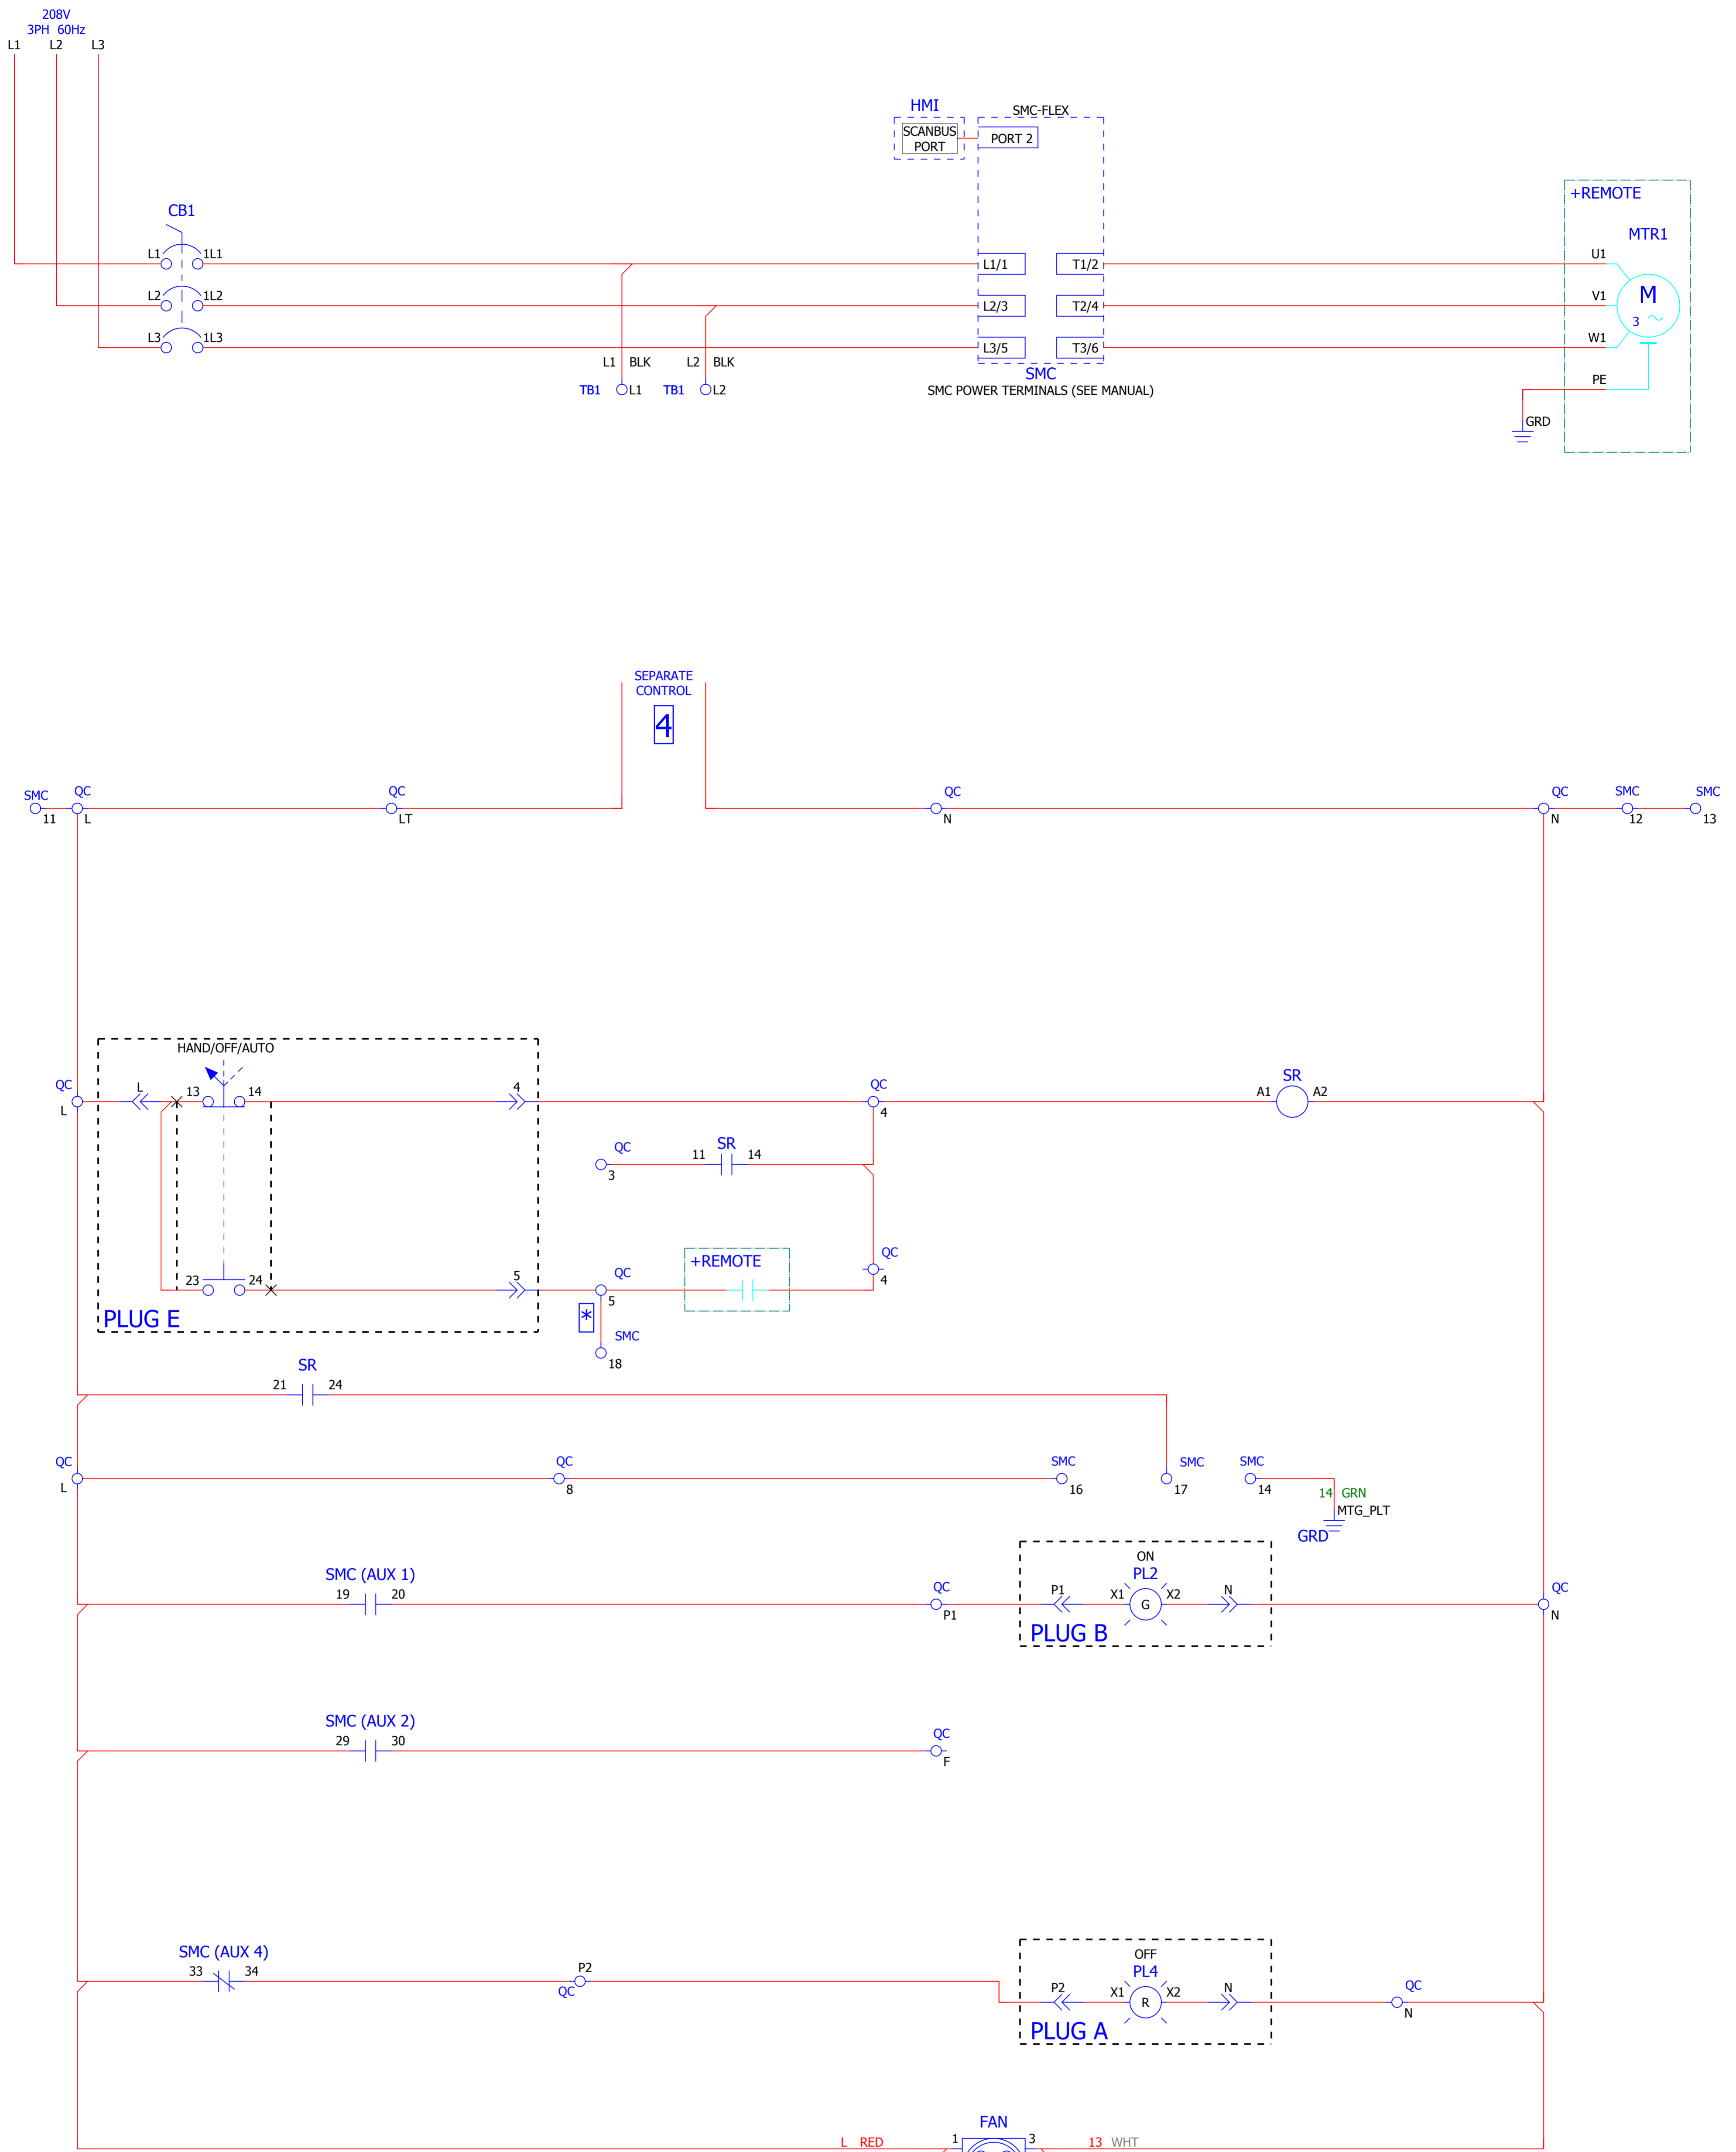 208V
3PH 60Hz
L1 L2 L3
HMI
SCANBUS
PORT
SMC-FLEX
PORT 2
+REMOTE
MTR1
CB1
L1 1L1
L1/1 T1/2
U1
L2 1L2
L2/3 T2/4
V1
M
3
L3 1L3
L3/5 T3/6
W1
L1 BLK L2 BLK
SMC
SMC POWER TERMINALS (SEE MANUAL)
PE
TB1 L1 TB1 L2
GRD
SEPARATE
CONTROL
4
SMC QC QC QC QC SMC SMC
11 L LT N N 12 13
HAND/OFF/AUTO
QC L 13 14 4 QC SR
L 4 A1 A2
QC SR
3 11 14
QC
4
+REMOTE
23 24 5 QC
5
PLUG E
*
SMC
18
SR
21 24
QC QC SMC SMC SMC
L 8 16 17 14
14 GRN
MTG_PLT
GRD
ON
SMC (AUX 1) PL2
19 20 QC P1 X1 G X2 N QC
P1 N
PLUG B
SMC (AUX 2)
29 30 QC
F
SMC (AUX 4)
33 34 P2
QC
OFF
PL4
P2 X1 R X2 N QC
N
PLUG A
FAN
L RED 1 3 13 WHT